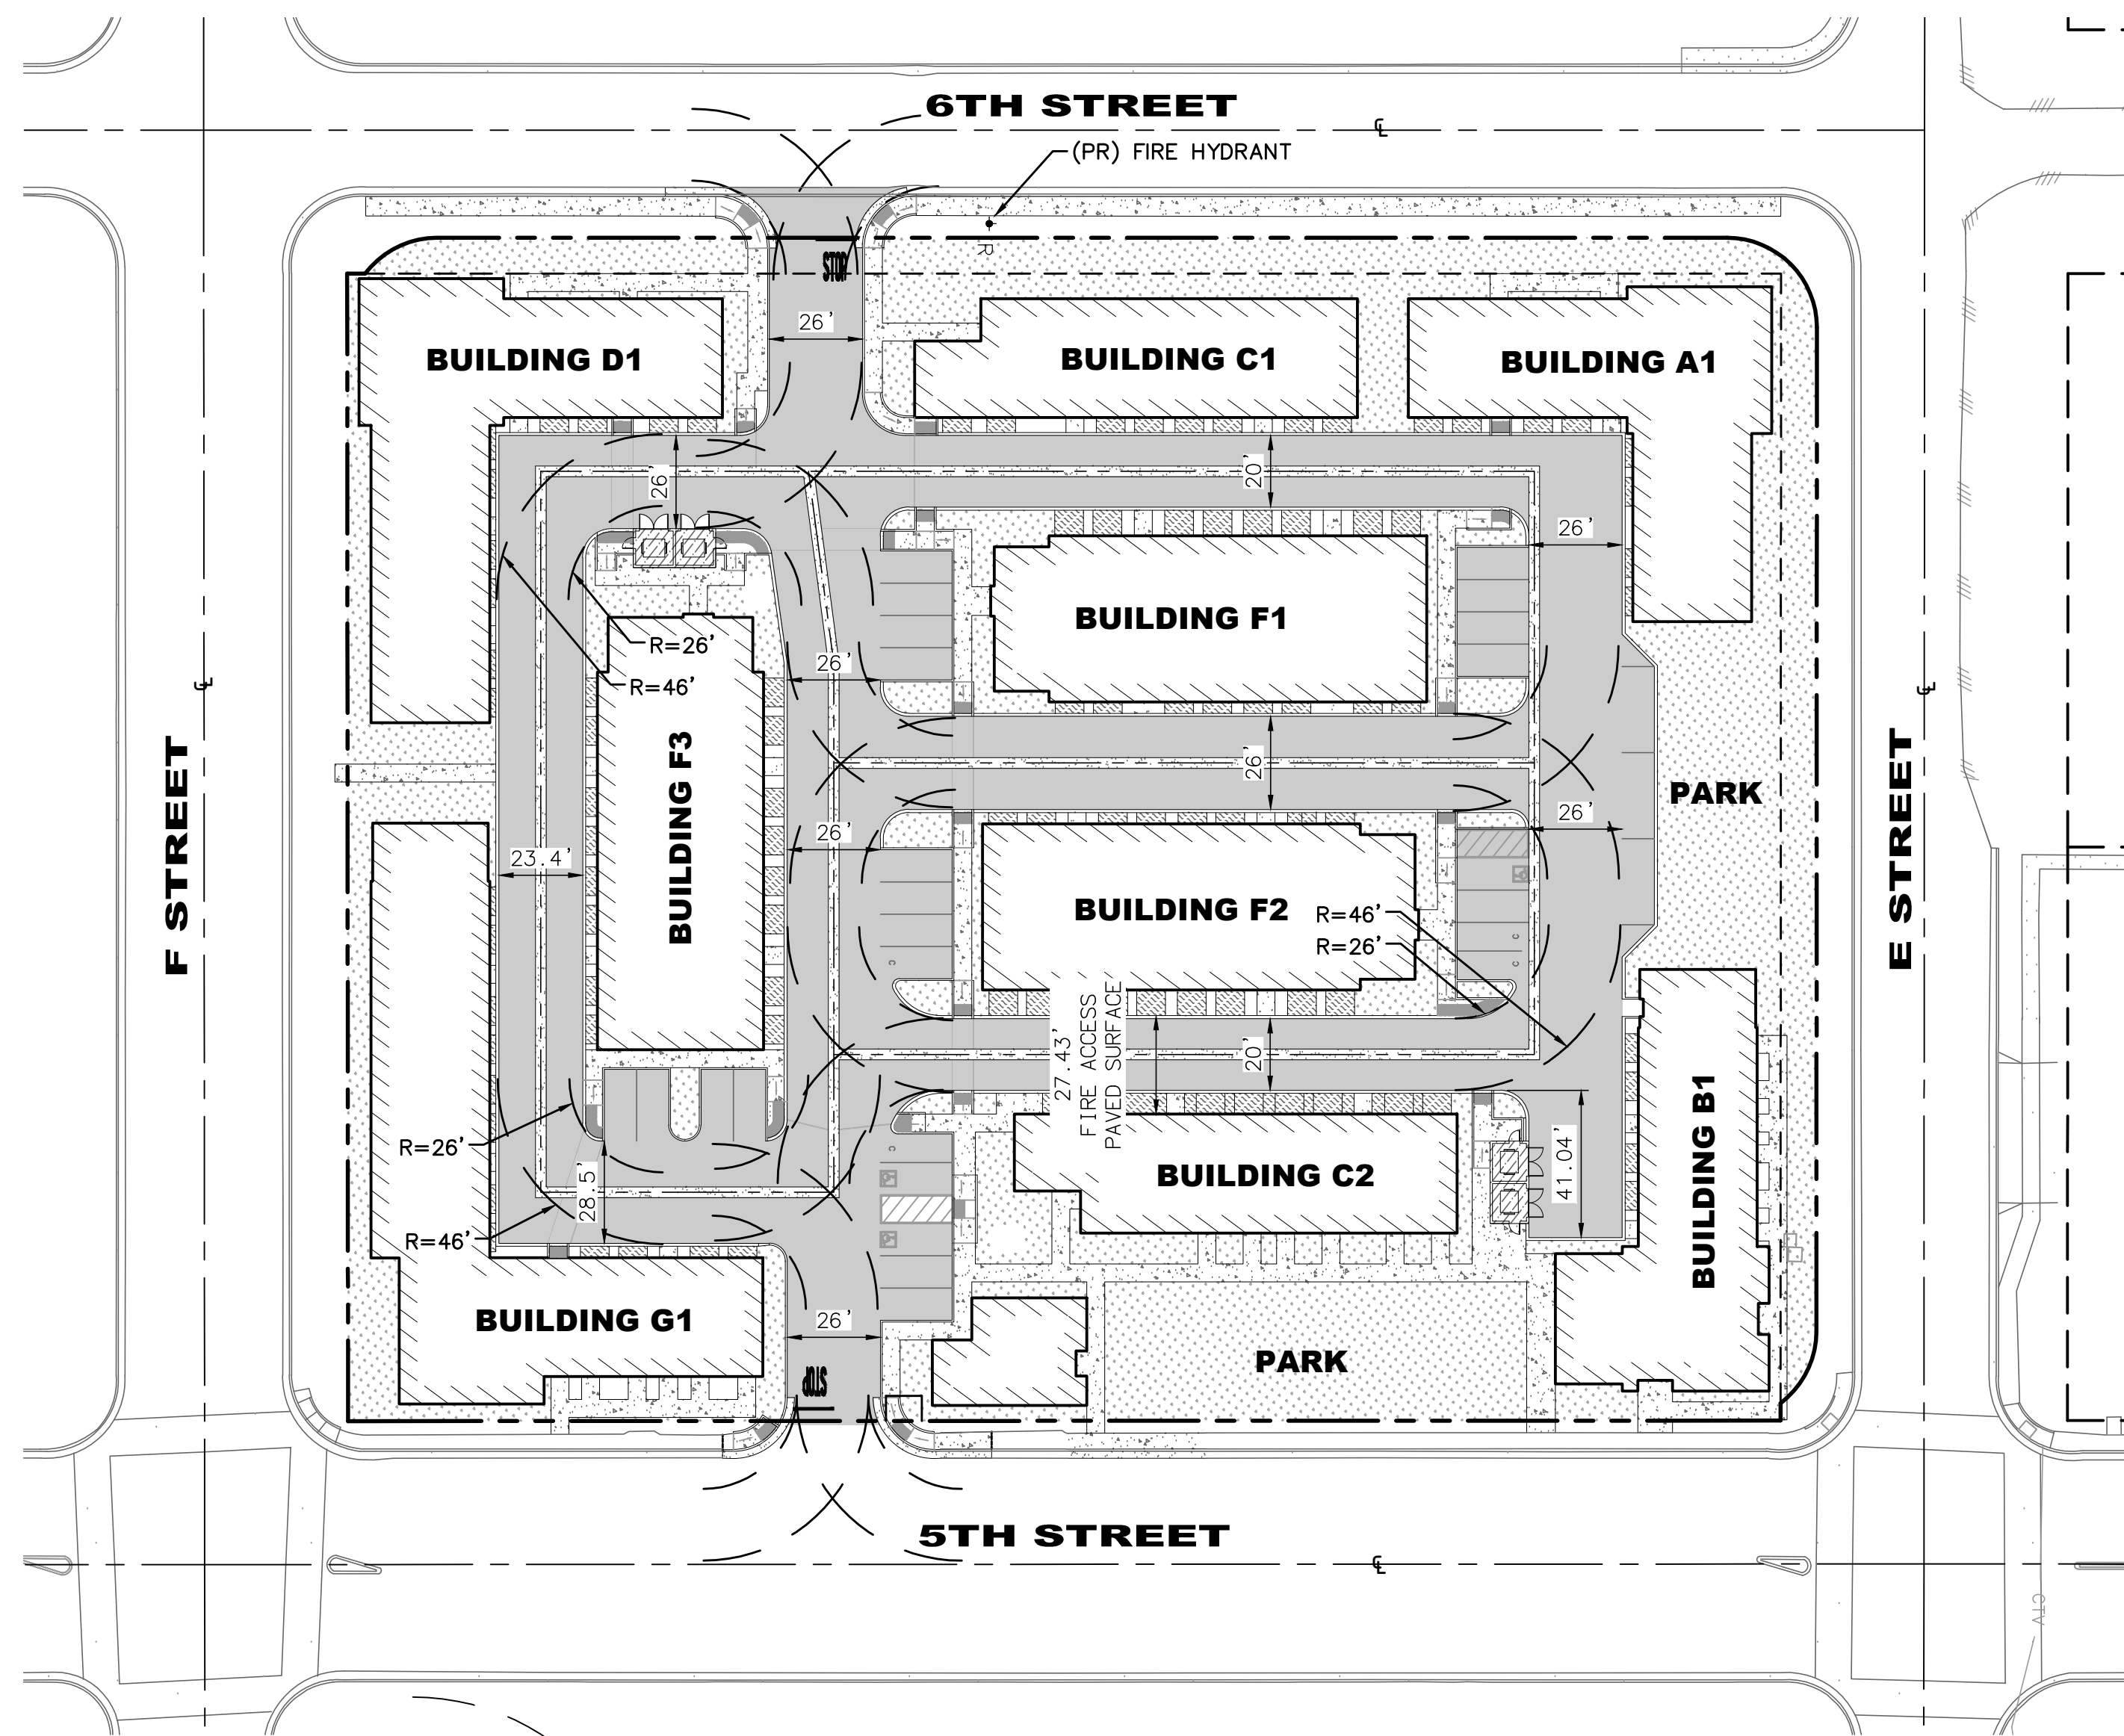 6TH STREET
℄
(PR) FIRE HYDRANT
R
STOP
26'
BUILDING D1
BUILDING C1
BUILDING A1
26'
20'
26'
BUILDING F1
R=26'
R=46'
26'
℄
℄
F STREET
BUILDING F3
26'
PARK
E STREET
26'
26'
23.4'
BUILDING F2
R=46'
R=26'
C
C
C
27.43'
FIRE ACCESS
PAVED SURFACE
20'
R=26'
C
28.5'
R=46'
BUILDING C2
41.04'
BUILDING B1
BUILDING G1
26'
PARK
STOP
5TH STREET
℄
CTV